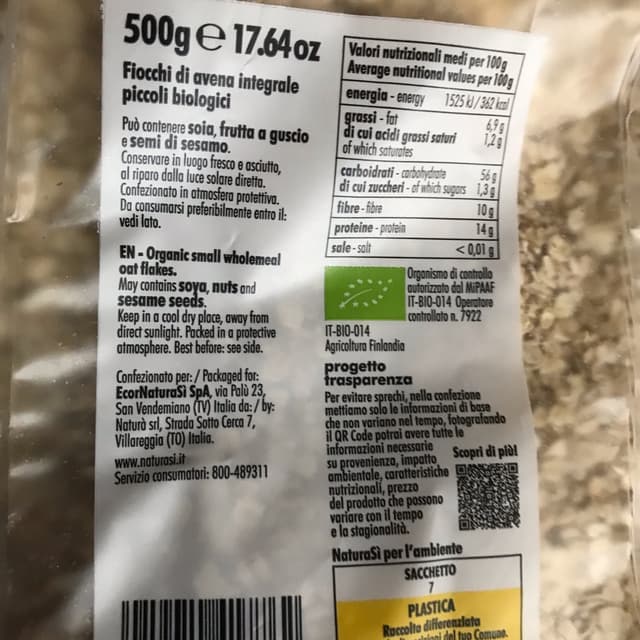 500g e 17.64 oz
Fiocchi di avena integrale
piccoli biologici
Può contenere soia, frutta a guscio
e semi di sesamo.
Conservare in luogo fresco e asciutto,
al riparo dalla luce solare diretta.
Confezionato in atmosfera protettiva.
Da consumarsi preferibilmente entro il:
vedi lato.
EN - Organic small wholemeal
oat flakes.
May contains soya, nuts and
sesame seeds.
Keep in a cool dry place, away from
direct sunlight. Packed in a protective
atmosphere. Best before: see side.
Confezionato per: / Packaged for:
EcorNaturaSì SpA, via Palù 23,
San Vendemiano (TV) Italia da: / by:
Naturà srl, Strada Sotto Cerca 7,
Villareggia (TO) Italia.
www.naturasi.it
Servizio consumatori: 800-489311
Valori nutrizionali medi per 100g
Average nutritional values per 100g
energia - energy 1525 kJ/362 kcal
grassi - fat 6,9 g
di cui acidi grassi saturi 1,2 g
of which saturates
carboidrati - carbohydrate 56 g
di cui zuccheri - of which sugars 1,3 g
fibre - fibre 10 g
proteine - protein 14 g
sale - salt < 0,01 g
Organismo di controllo
autorizzato dal MiPAAF
IT-BIO-014 Operatore
controllato n. 7922
IT-BIO-014
Agricoltura Finlandia
progetto
trasparenza
Per evitare sprechi, nella confezione
mettiamo solo le informazioni di base
che non variano nel tempo, fotografando
il QR Code potrai avere tutte le
informazioni necessarie
su provenienza, impatto
ambientale, caratteristiche
nutrizionali, prezzo
del prodotto che possono
variare con il tempo
e la stagionalità.
Scopri di più!
NaturaSì per l'ambiente
SACCHETTO
7
PLASTICA
Raccolta differenziata
del tuo Comune.